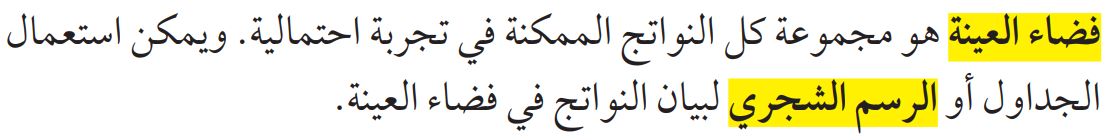 فضاء العينة هو مجموعة كل النواتج الممكنة في تجربة احتمالية. ويمكن استعمال
الجداول أو الرسم الشجري لبيان النواتج في فضاء العينة.